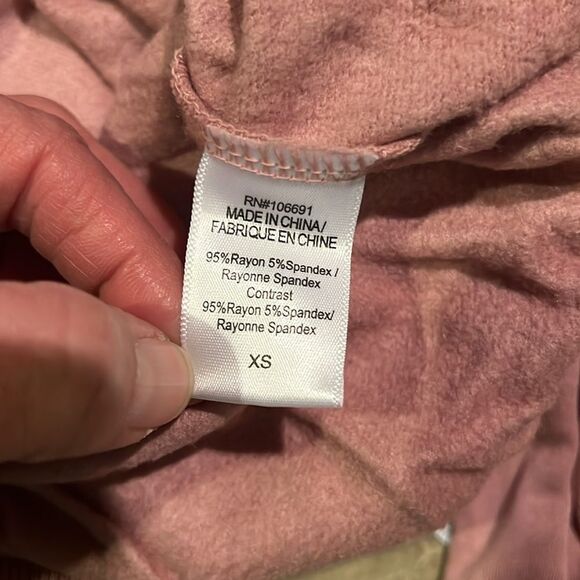 RN#106691
MADE IN CHINA/
FABRIQUE EN CHINE
95%Rayon 5%Spandex /
Rayonne Spandex
Contrast
95%Rayon 5%Spandex/
Rayonne Spandex
XS